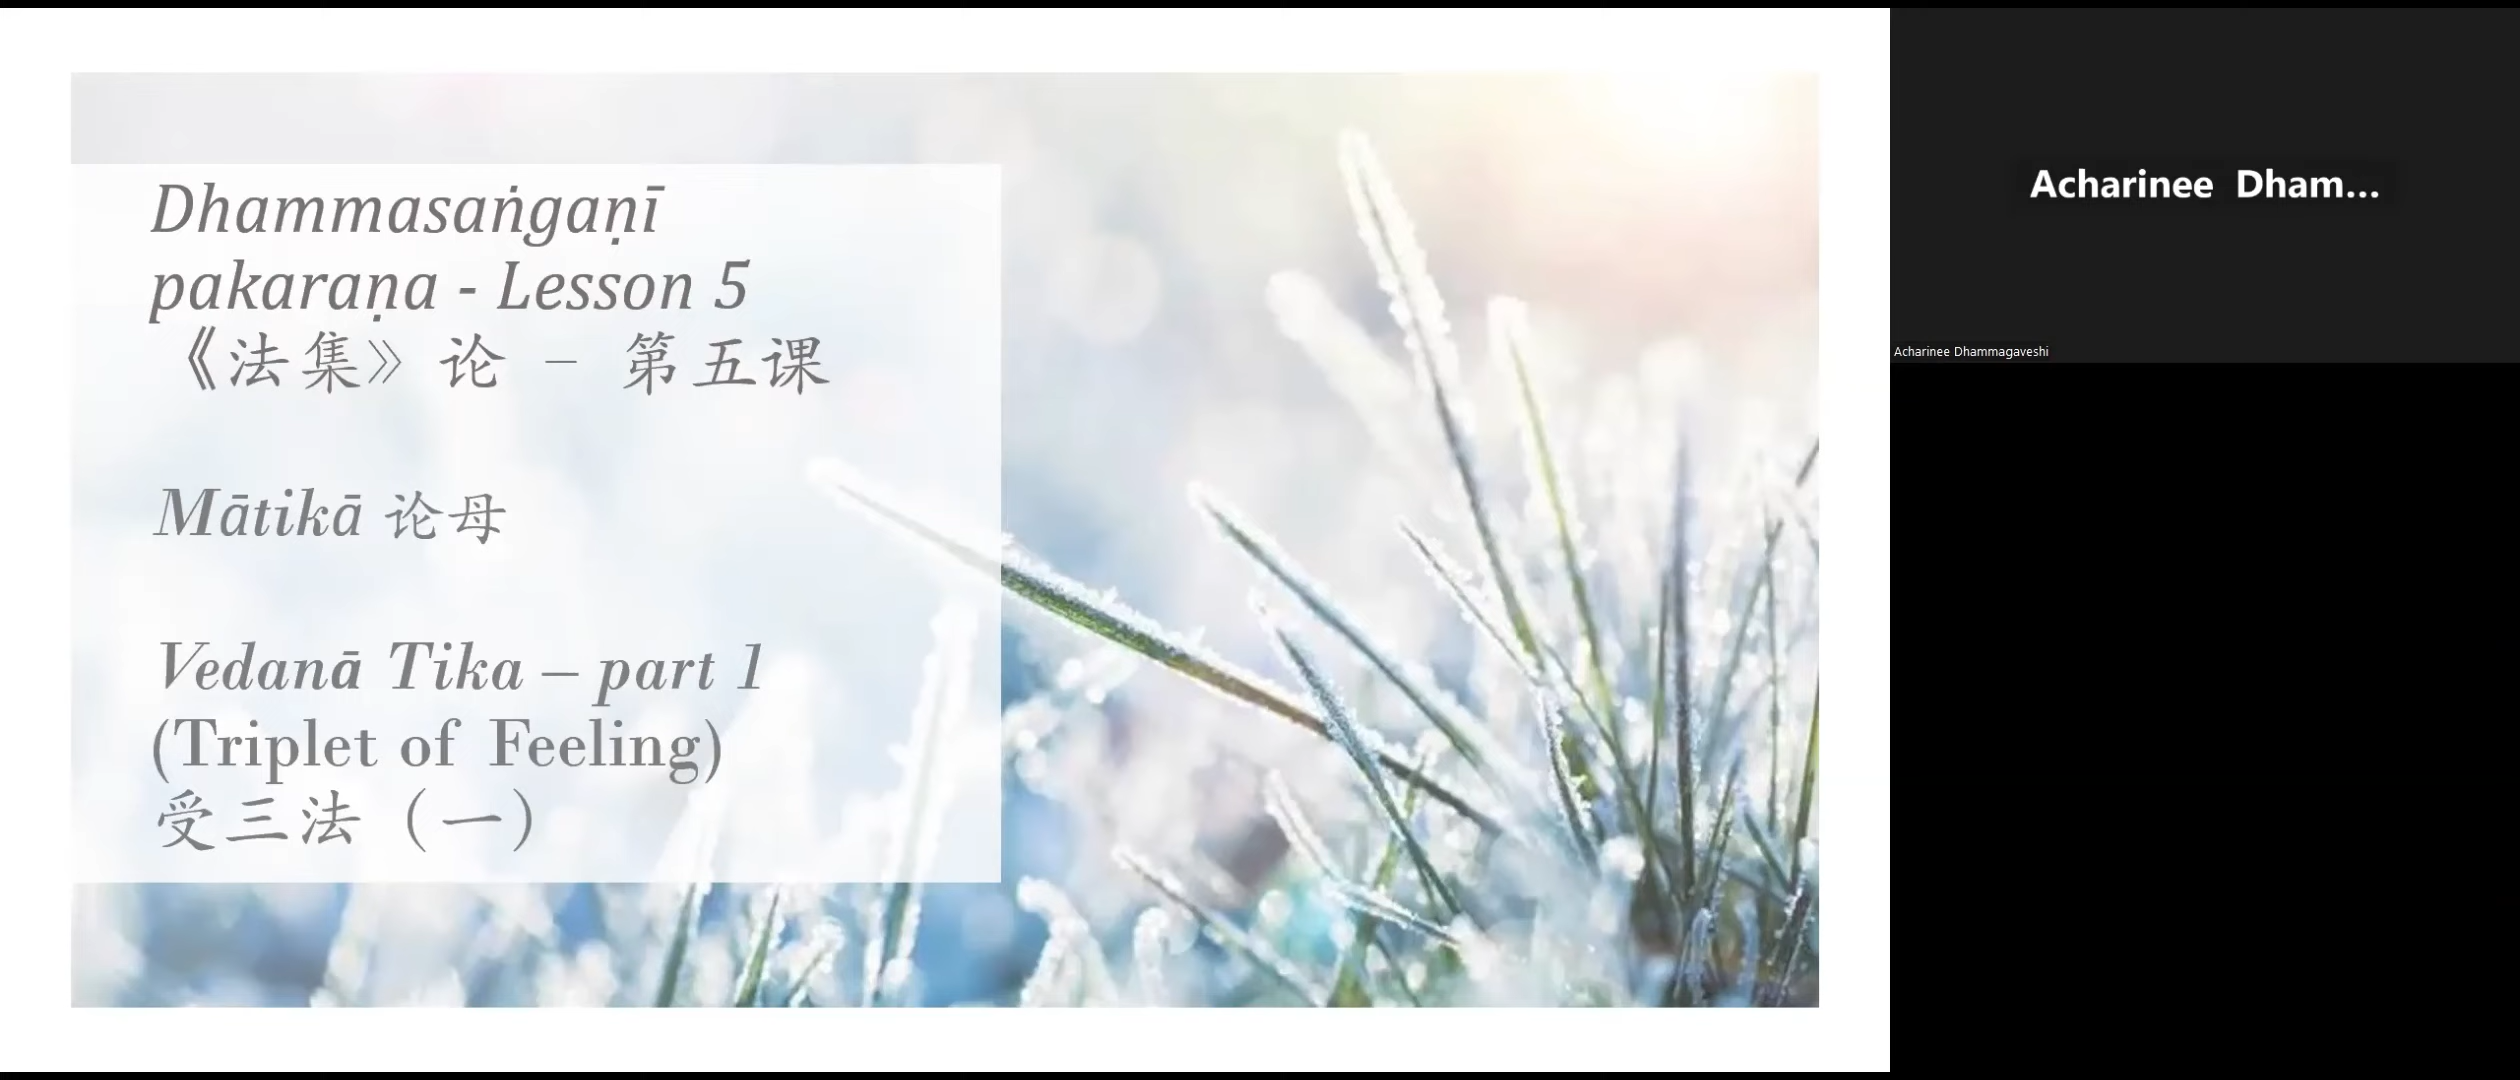 Dhammasaṅgaṇī
pakaraṇa - Lesson 5
《法集》论 – 第五课
Mātikā 论母
Vedanā Tika – part 1
(Triplet of Feeling)
受三法（一）
Acharinee Dham...
Acharinee Dhammagaveshi